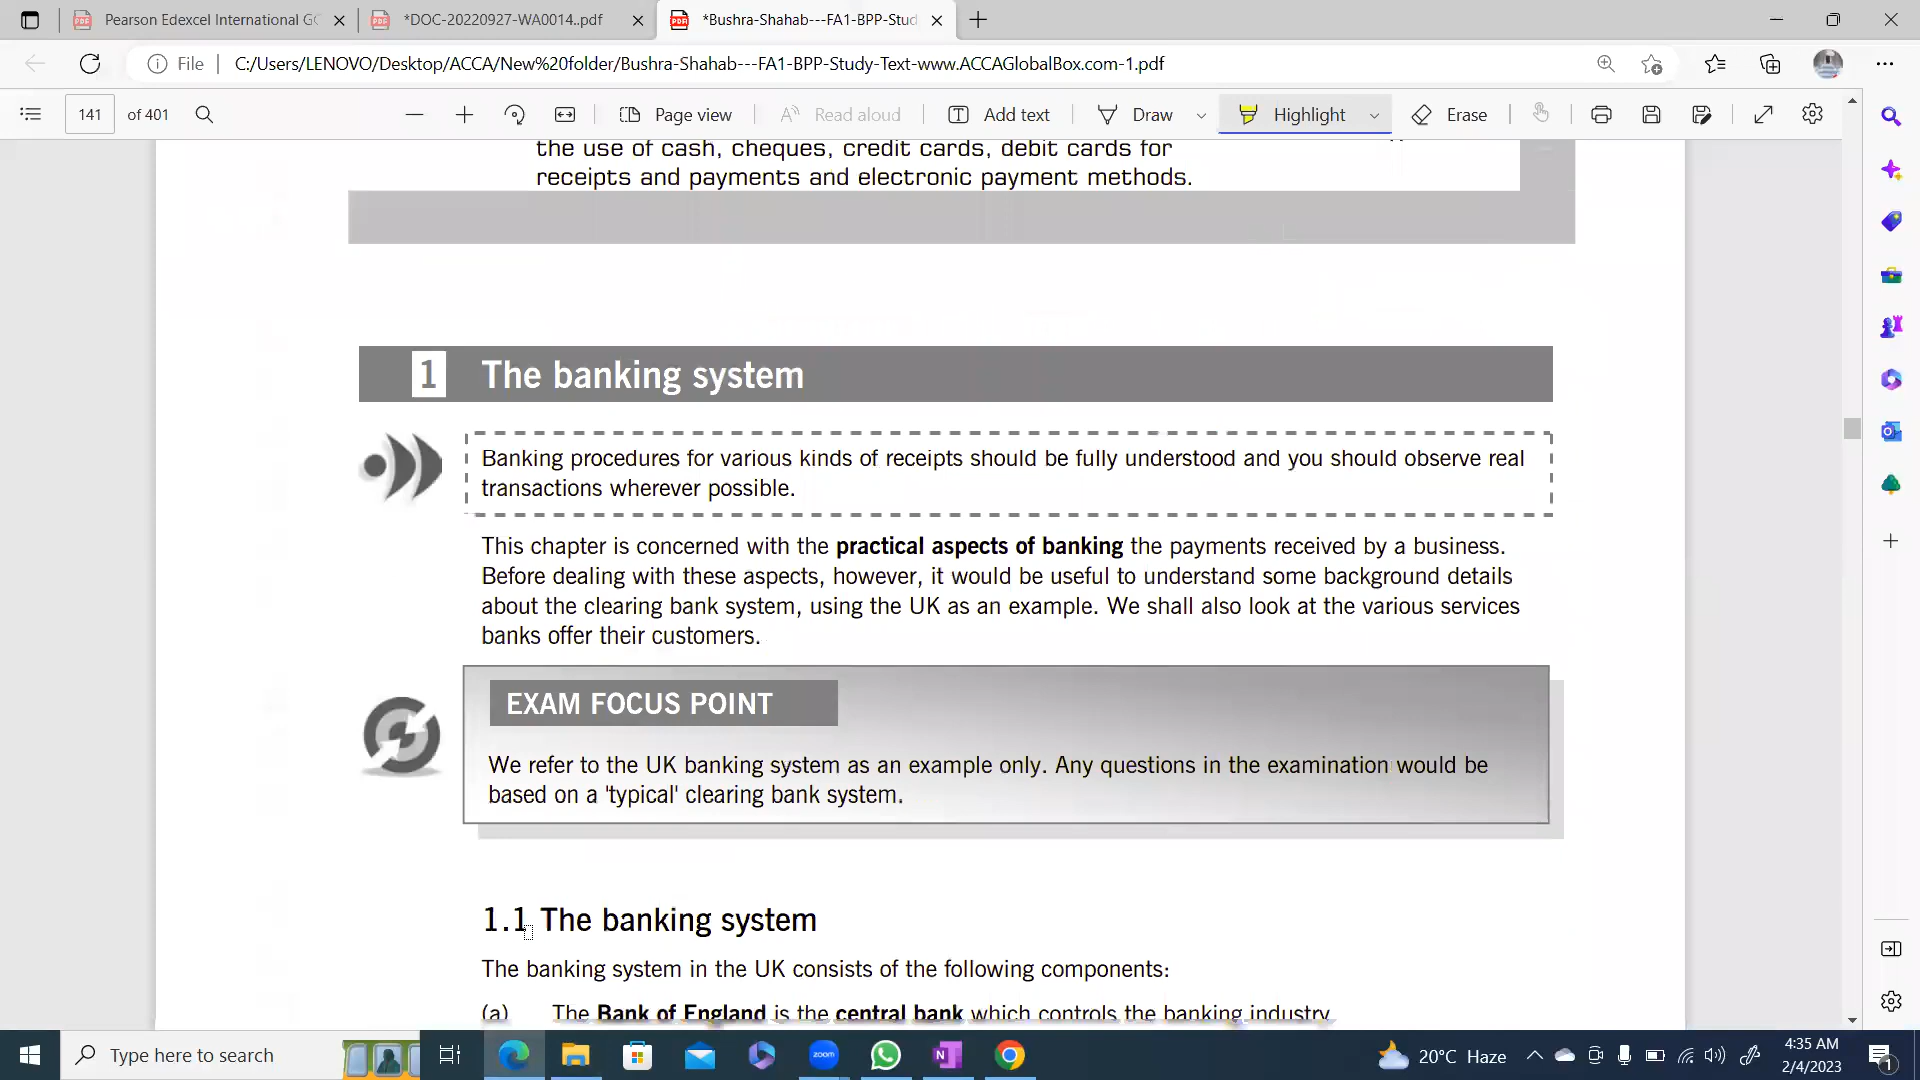 Pearson Edexcel International GC
*DOC-20220927-WA0014..pdf
*Bushra-Shahab---FA1-BPP-Stud
File
C:/Users/LENOVO/Desktop/ACCA/New%20folder/Bushra-Shahab---FA1-BPP-Study-Text-www.ACCAGlobalBox.com-1.pdf
141 of 401
Page view
Read aloud
Add text
Draw
Highlight
Erase
the use of cash, cheques, credit cards, debit cards for
receipts and payments and electronic payment methods.
1 The banking system
Banking procedures for various kinds of receipts should be fully understood and you should observe real
transactions wherever possible.
This chapter is concerned with the practical aspects of banking the payments received by a business.
Before dealing with these aspects, however, it would be useful to understand some background details
about the clearing bank system, using the UK as an example. We shall also look at the various services
banks offer their customers.
EXAM FOCUS POINT
We refer to the UK banking system as an example only. Any questions in the examination would be
based on a 'typical' clearing bank system.
1.1 The banking system
The banking system in the UK consists of the following components:
(a) The Bank of England is the central bank which controls the banking industry.
Type here to search
zoom
N
20°C Haze
4:35 AM
2/4/2023
1